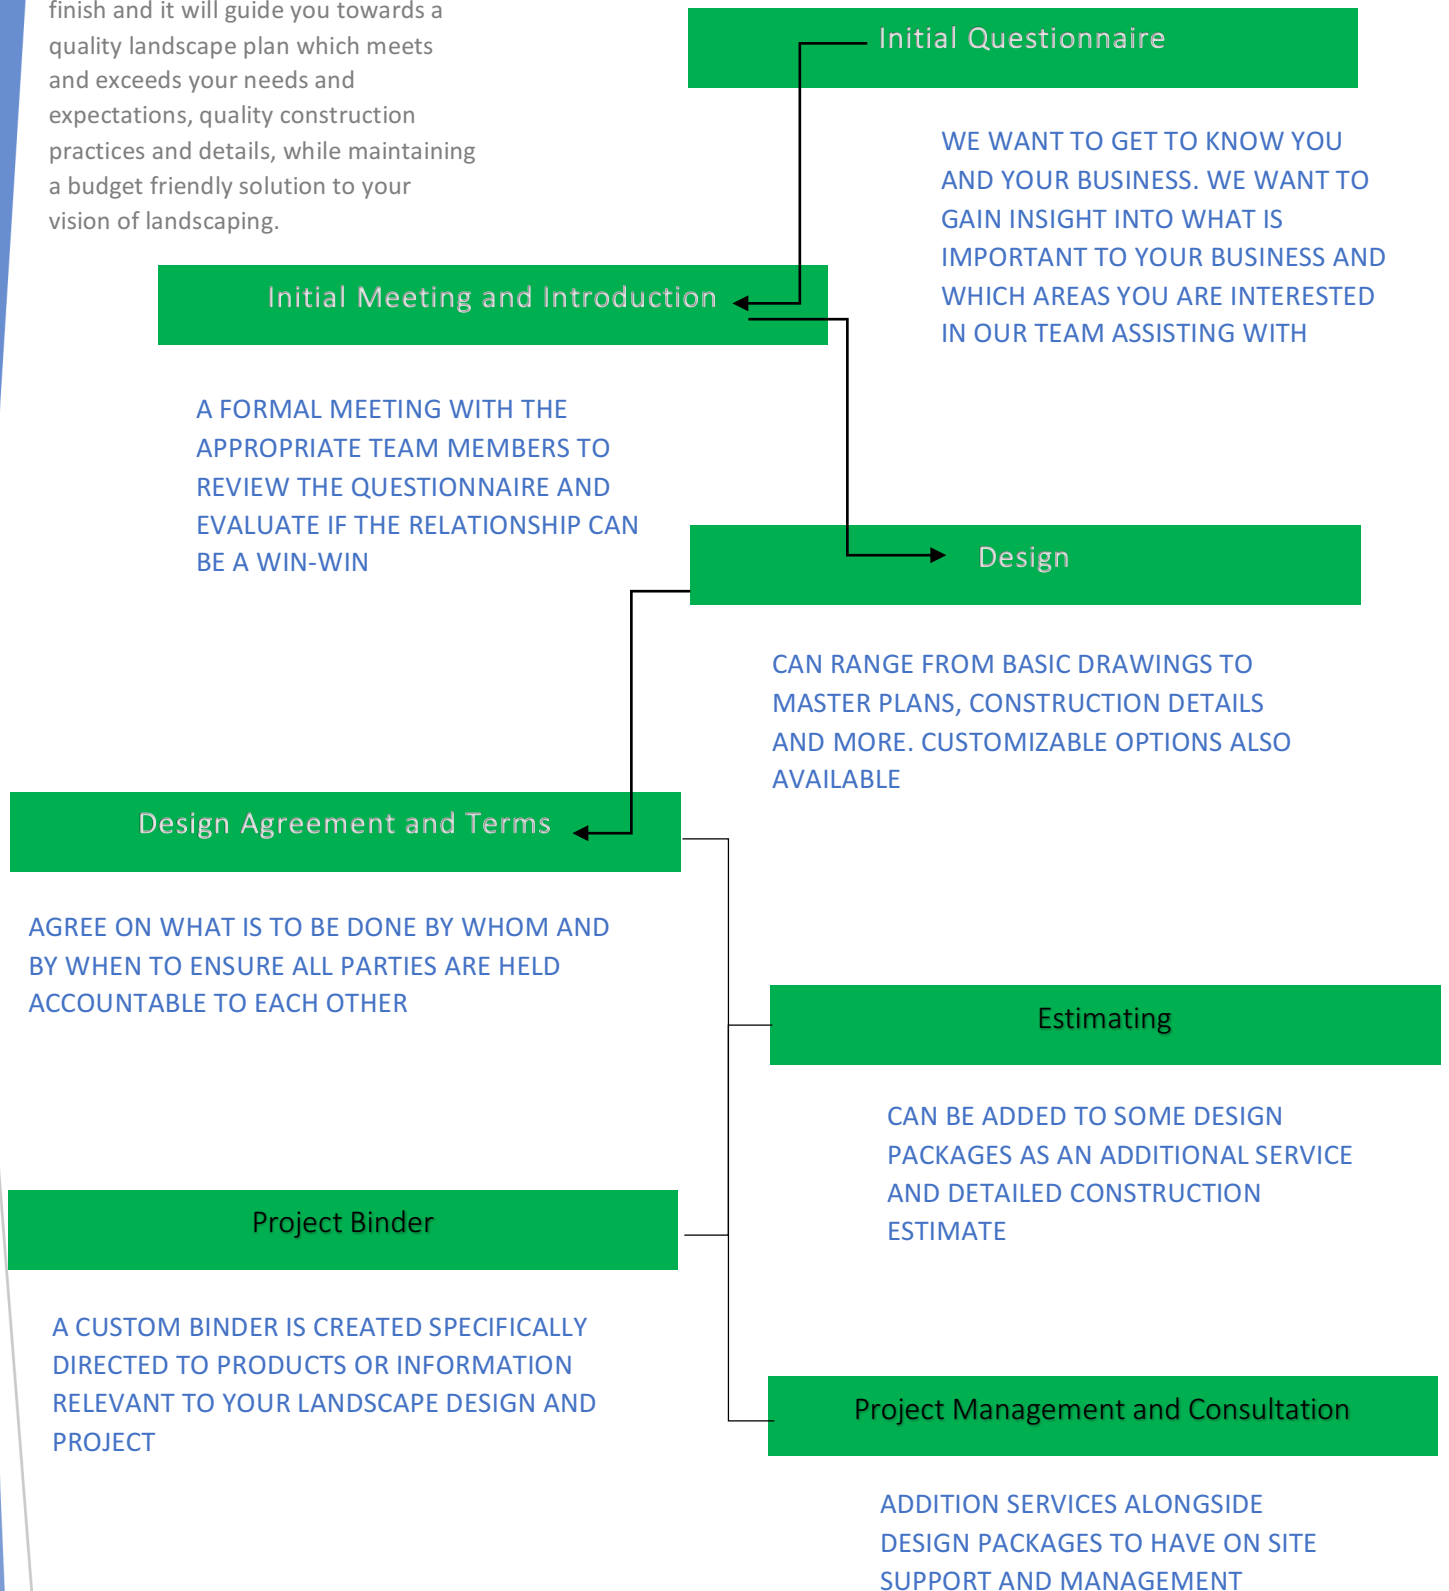 finish and it will guide you towards a
quality landscape plan which meets
and exceeds your needs and
expectations, quality construction
practices and details, while maintaining
a budget friendly solution to your
vision of landscaping.
Initial Questionnaire
WE WANT TO GET TO KNOW YOU
AND YOUR BUSINESS. WE WANT TO
GAIN INSIGHT INTO WHAT IS
IMPORTANT TO YOUR BUSINESS AND
WHICH AREAS YOU ARE INTERESTED
IN OUR TEAM ASSISTING WITH
Initial Meeting and Introduction
A FORMAL MEETING WITH THE
APPROPRIATE TEAM MEMBERS TO
REVIEW THE QUESTIONNAIRE AND
EVALUATE IF THE RELATIONSHIP CAN
BE A WIN-WIN
Design
CAN RANGE FROM BASIC DRAWINGS TO
MASTER PLANS, CONSTRUCTION DETAILS
AND MORE. CUSTOMIZABLE OPTIONS ALSO
AVAILABLE
Design Agreement and Terms
AGREE ON WHAT IS TO BE DONE BY WHOM AND
BY WHEN TO ENSURE ALL PARTIES ARE HELD
ACCOUNTABLE TO EACH OTHER
Estimating
CAN BE ADDED TO SOME DESIGN
PACKAGES AS AN ADDITIONAL SERVICE
AND DETAILED CONSTRUCTION
ESTIMATE
Project Binder
A CUSTOM BINDER IS CREATED SPECIFICALLY
DIRECTED TO PRODUCTS OR INFORMATION
RELEVANT TO YOUR LANDSCAPE DESIGN AND
PROJECT
Project Management and Consultation
ADDITION SERVICES ALONGSIDE
DESIGN PACKAGES TO HAVE ON SITE
SUPPORT AND MANAGEMENT